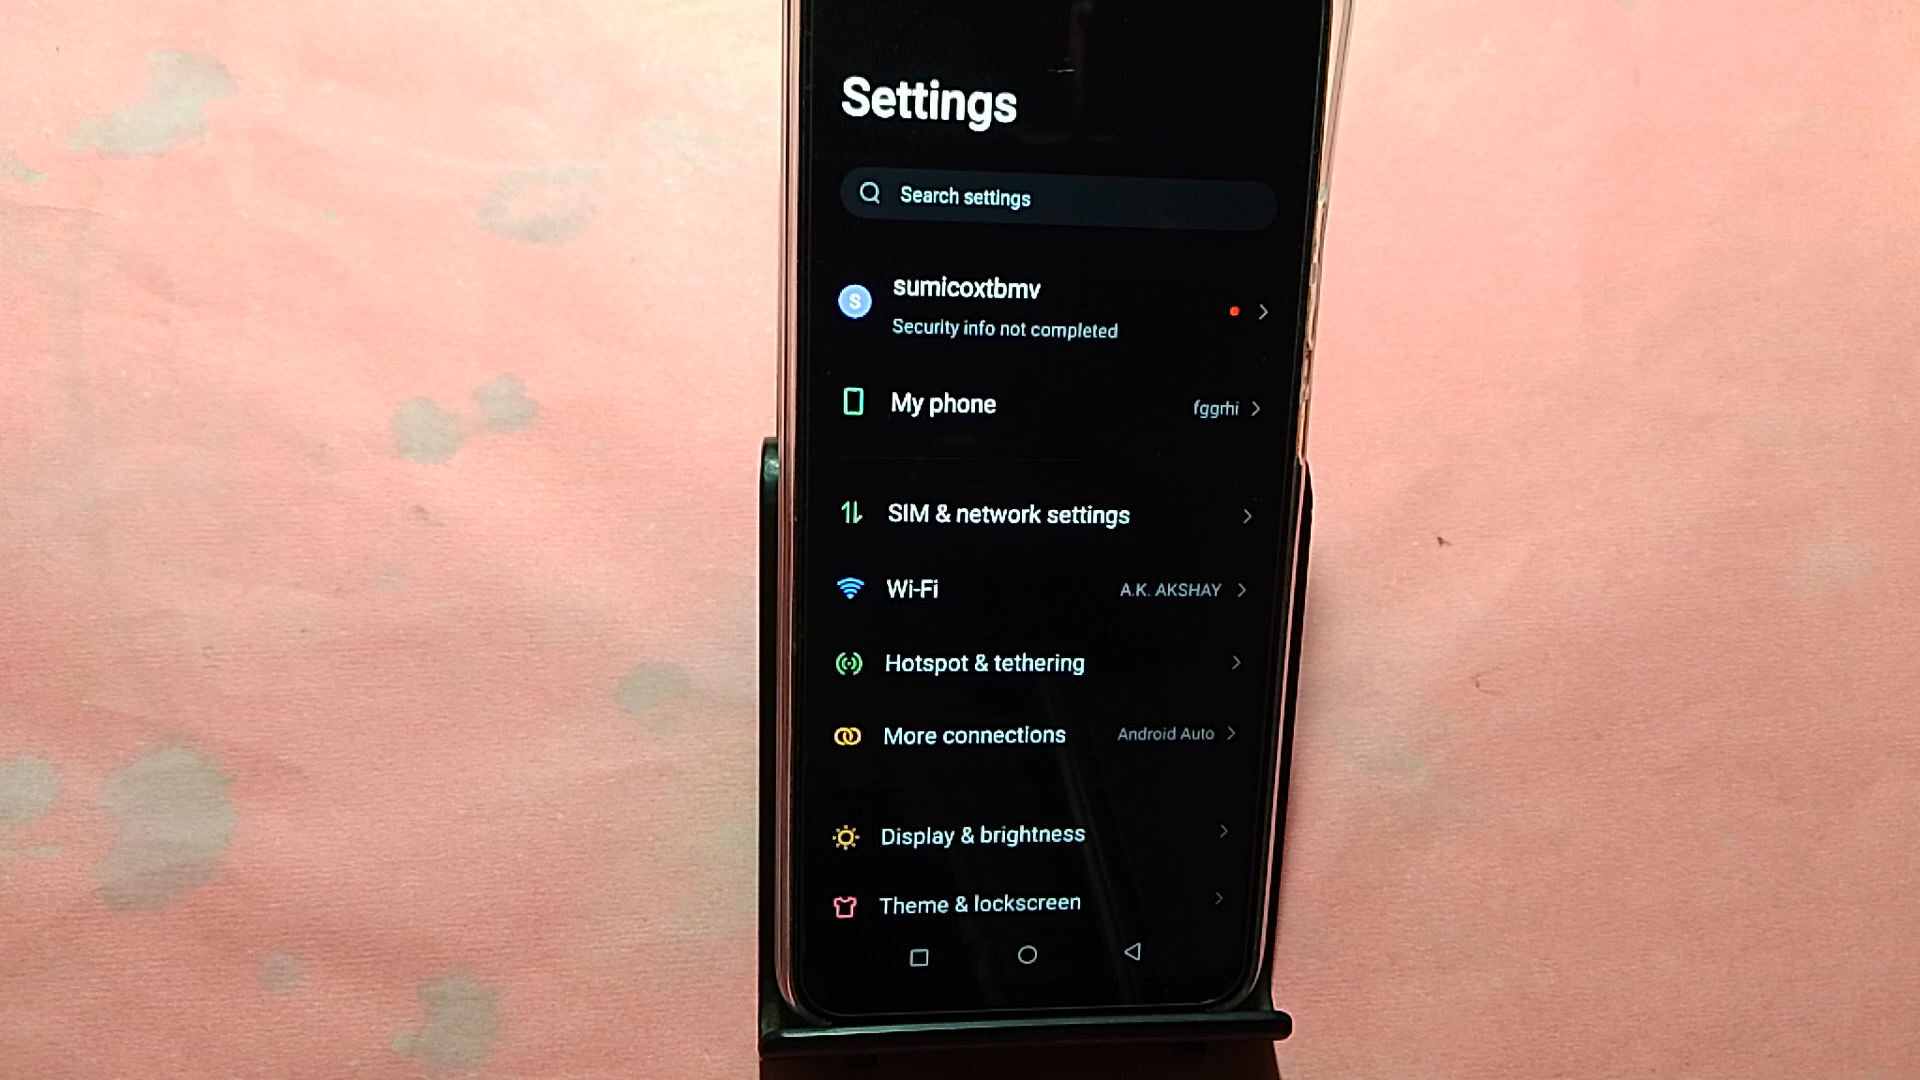 Settings
Search settings
S
sumicoxtbmv
Security info not completed
My phone fggrhi
SIM & network settings
Wi-Fi A.K. AKSHAY
Hotspot & tethering
More connections Android Auto
Display & brightness
Theme & lockscreen